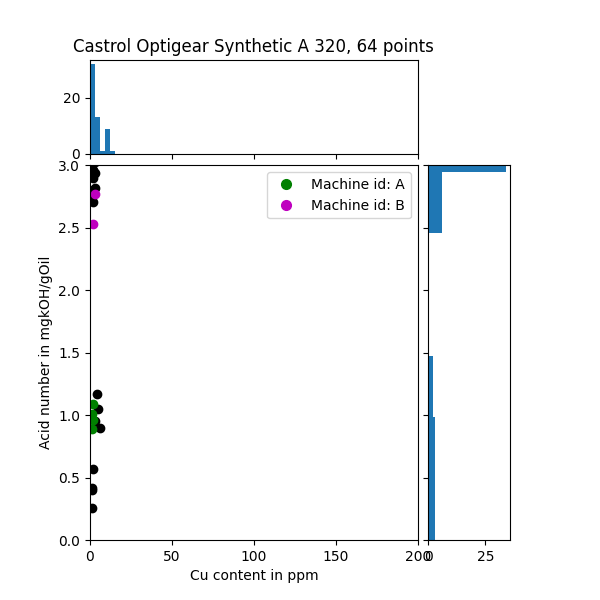 Castrol Optigear Synthetic A 320, 64 points
20
0
3.0
2.5
2.0
1.5
1.0
0.5
0.0
Acid number in mgkOH/gOil
Machine id: A
Machine id: B
0 50 100 150 200
0 25
Cu content in ppm